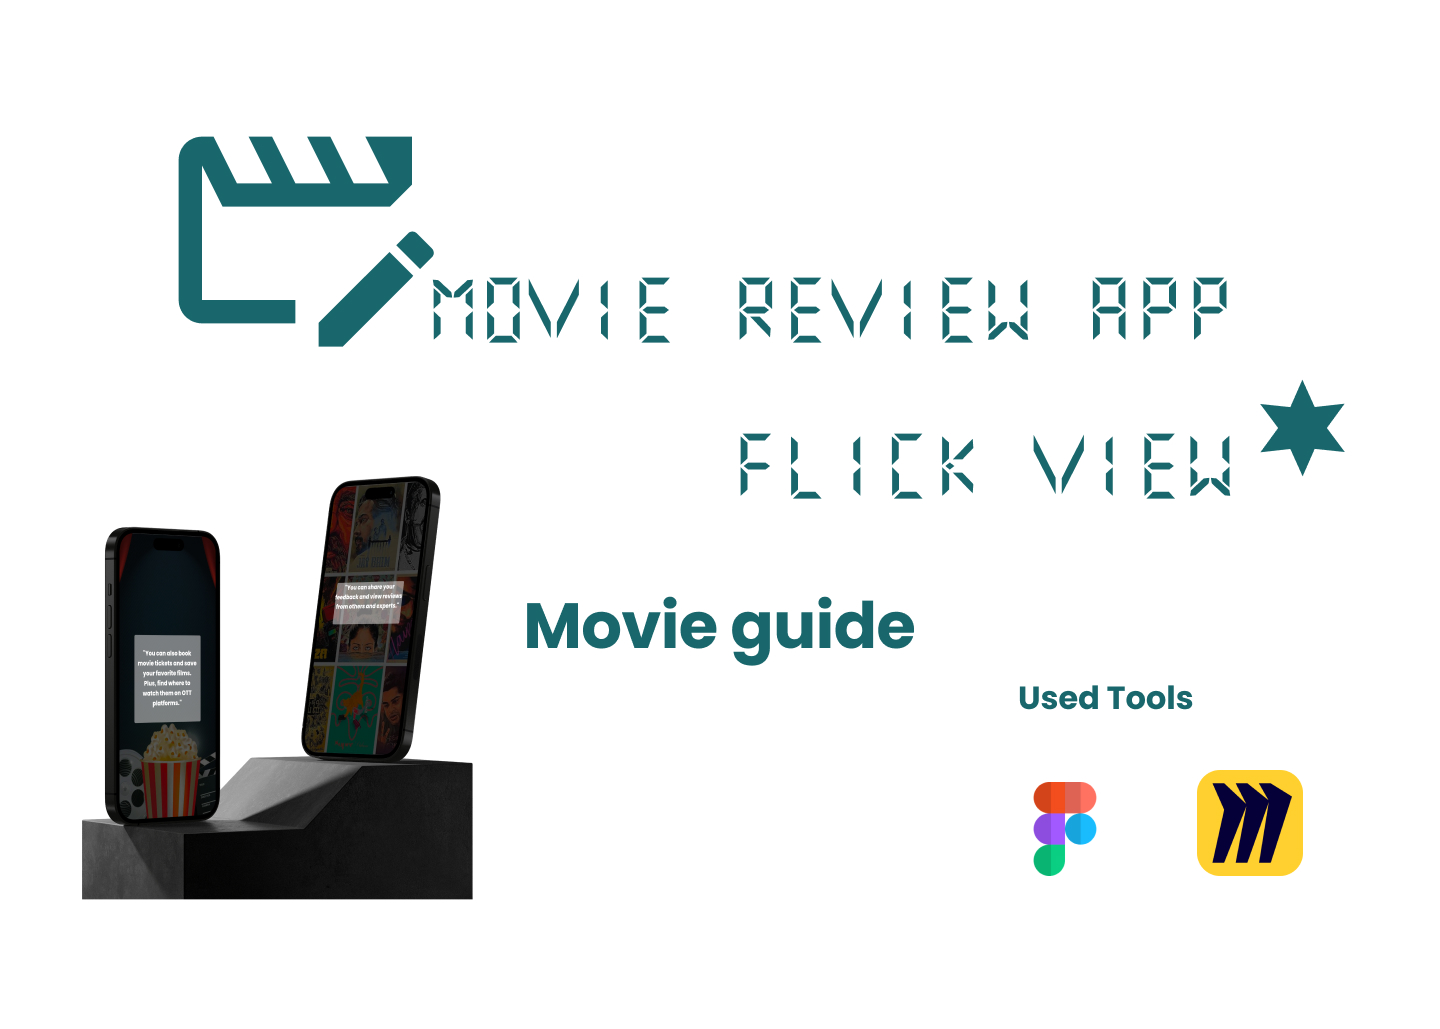 MOVIE REVIEW APP
FLICK VIEW
"You can share your
feedback and view reviews
from others and experts."
Movie guide
"You can also book
movie tickets and save
your favorite films.
Plus, find where to
watch them on OTT
platforms."
Used Tools